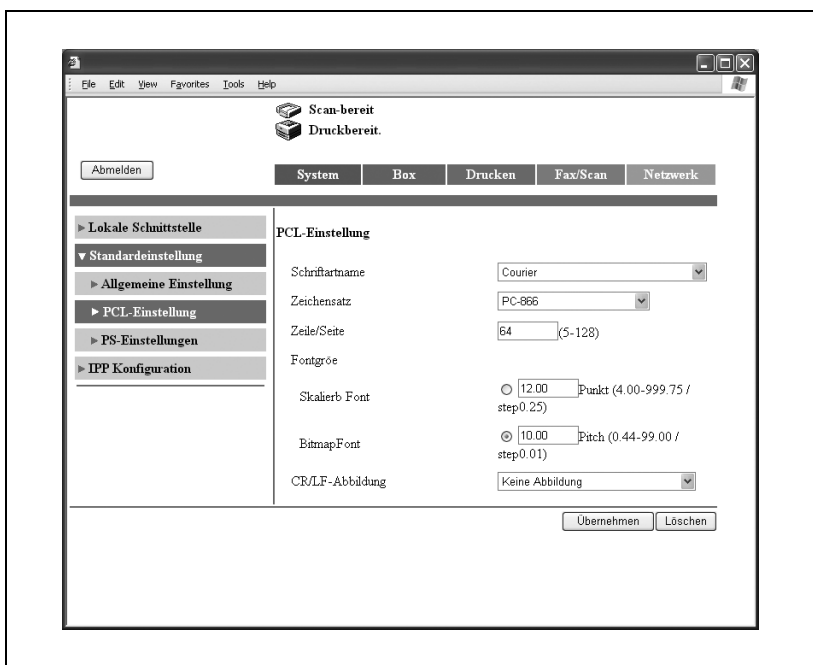 File Edit View Favorites Tools Help
Scan-bereit
Druckbereit.
Abmelden
System Box Drucken Fax/Scan Netzwerk
Lokale Schnittstelle
Standardeinstellung
Allgemeine Einstellung
PCL-Einstellung
PS-Einstellungen
IPP Konfiguration
PCL-Einstellung
Schriftartname Courier
Zeichensatz PC-866
Zeile/Seite 64 (5-128)
Fontgröe
Skalierb Font 12.00 Punkt (4.00-999.75 /
step0.25)
BitmapFont 10.00 Pitch (0.44-99.00 /
step0.01)
CR/LF-Abbildung Keine Abbildung
Übernehmen Löschen